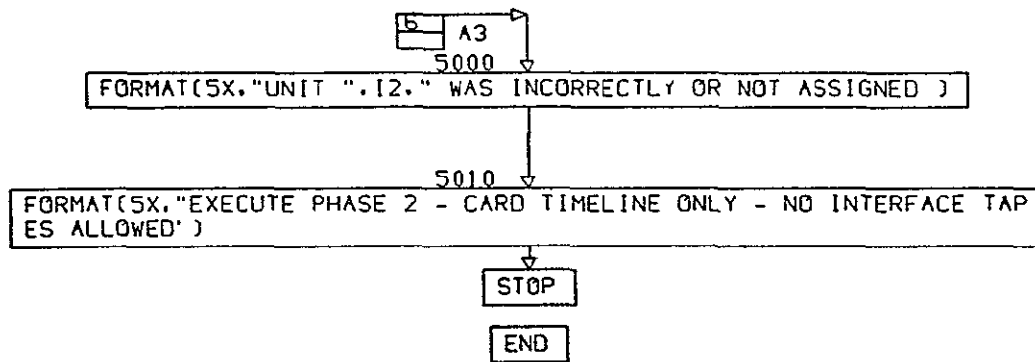 6
A3
5000
FORMAT(5X."UNIT ".I2." WAS INCORRECTLY OR NOT ASSIGNED )
5010
FORMAT(5X."EXECUTE PHASE 2 - CARD TIMELINE ONLY - NO INTERFACE TAP
ES ALLOWED')
STOP
END